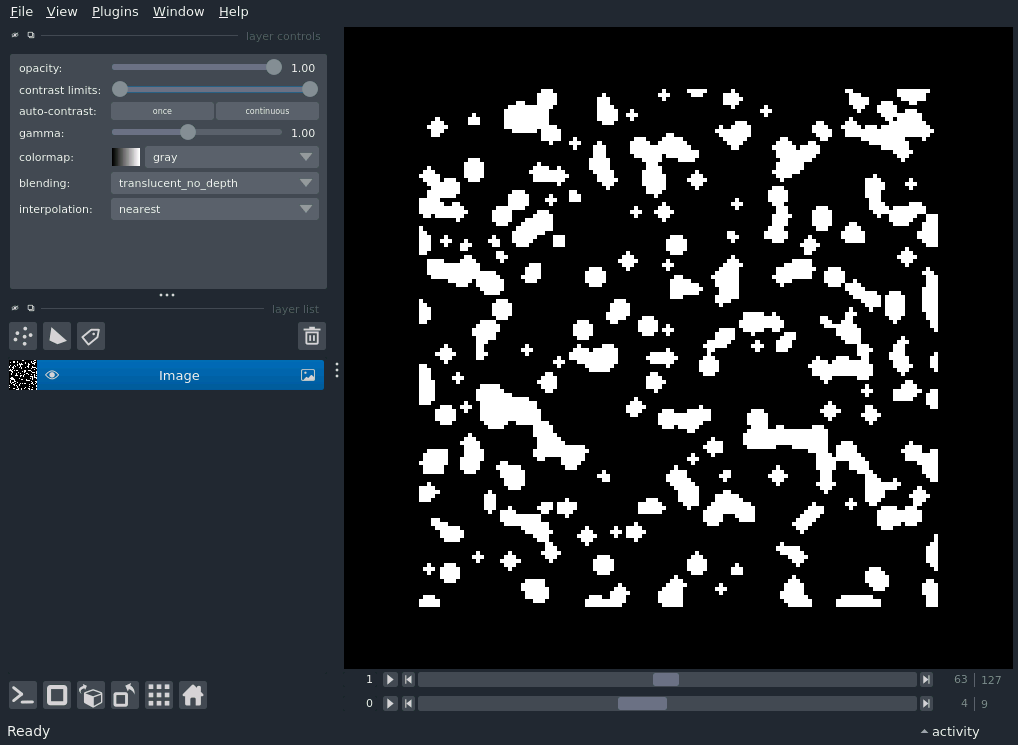 File View Plugins Window Help
layer controls
opacity: 1.00
contrast limits:
auto-contrast: once continuous
gamma: 1.00
colormap: gray
blending: translucent_no_depth
interpolation: nearest
layer list
Image
1 63 127
0 4 9
Ready activity